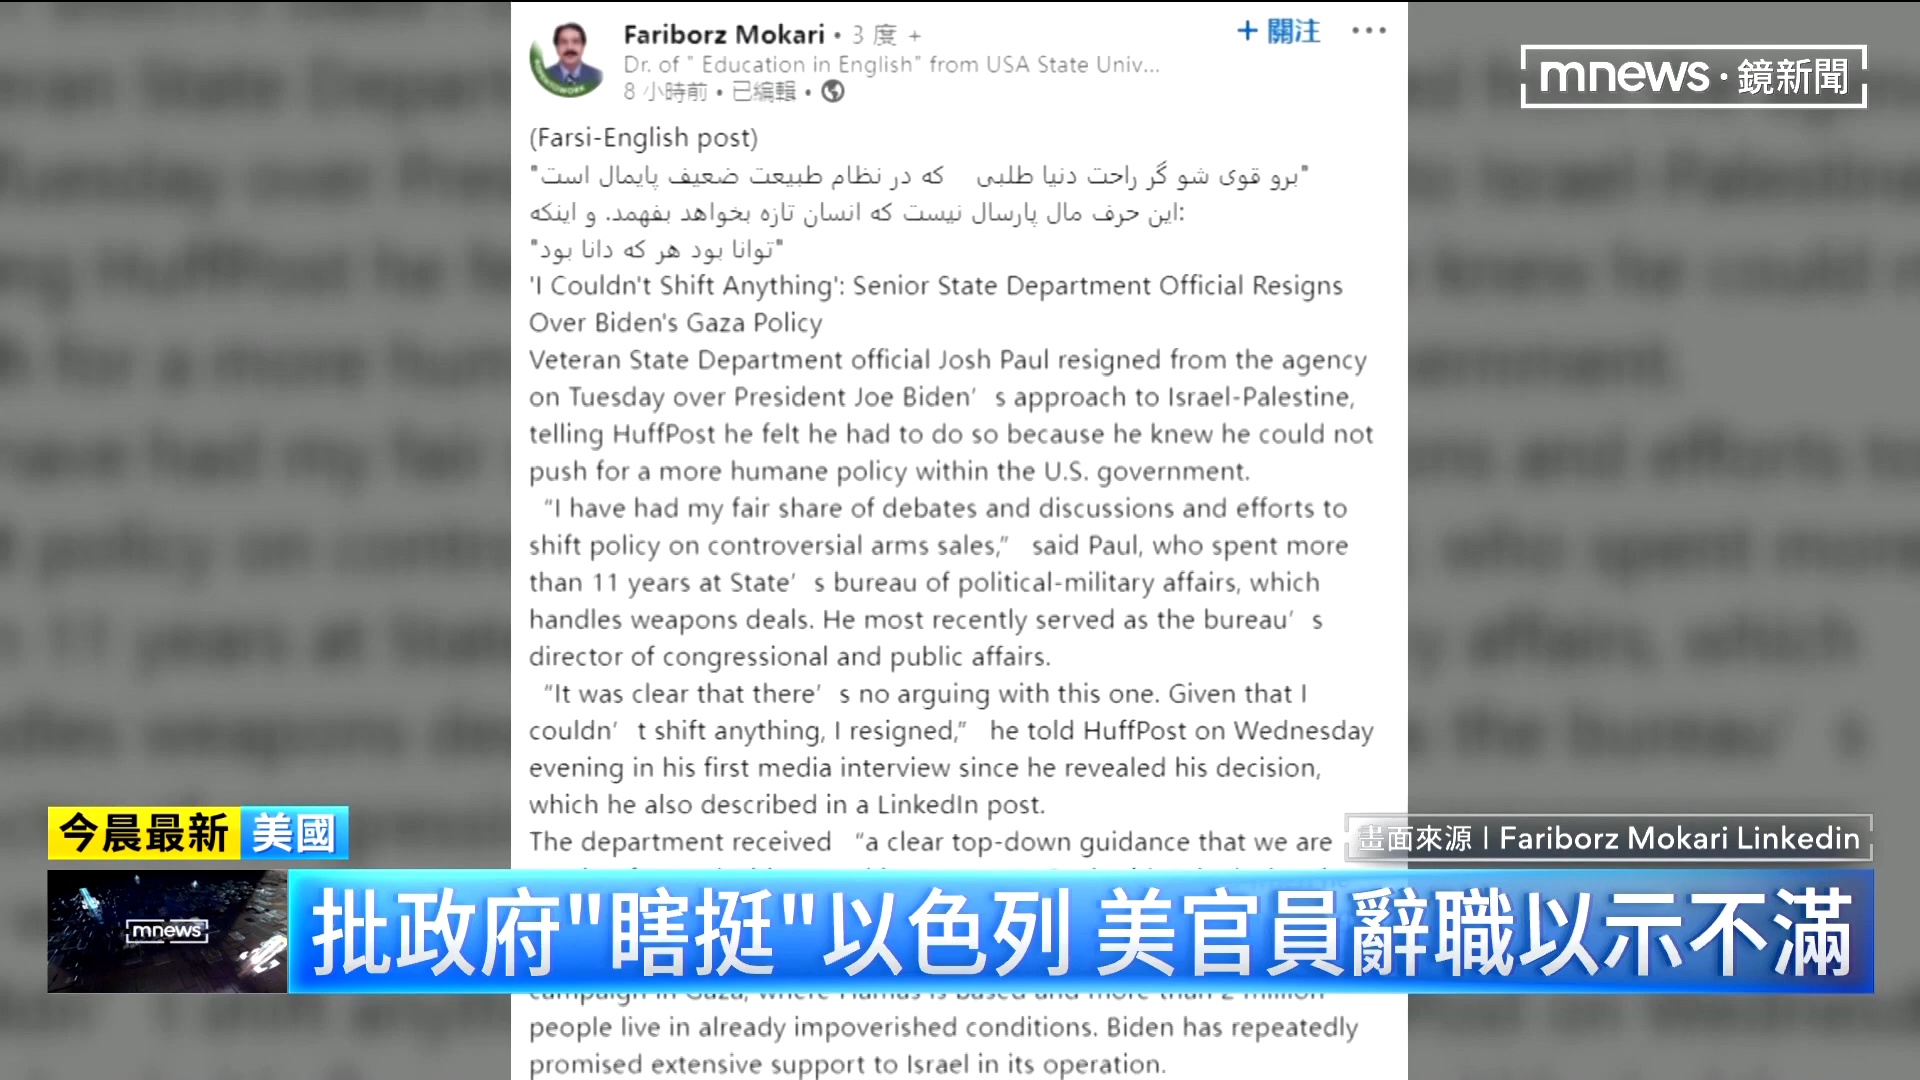 Fariborz Mokari • 3 度 +
+ 關注 •••
Dr. of " Education in English" from USA State Univ...
8 小時前 • 已編輯 •
mnews · 鏡新聞
(Farsi-English post)
"برو قوی شو گر راحت دنیا طلبی    که در نظام طبیعت ضعیف پایمال است"
این حرف مال پارسال نیست که انسان تازه بخواهد بفهمد. و اینکه:
"توانا بود هر که دانا بود"
'I Couldn't Shift Anything': Senior State Department Official Resigns
Over Biden's Gaza Policy
Veteran State Department official Josh Paul resigned from the agency
on Tuesday over President Joe Biden’s approach to Israel-Palestine,
telling HuffPost he felt he had to do so because he knew he could not
push for a more humane policy within the U.S. government.
“I have had my fair share of debates and discussions and efforts to
shift policy on controversial arms sales,” said Paul, who spent more
than 11 years at State’s bureau of political-military affairs, which
handles weapons deals. He most recently served as the bureau’s
director of congressional and public affairs.
“It was clear that there’s no arguing with this one. Given that I
couldn’t shift anything, I resigned,” he told HuffPost on Wednesday
evening in his first media interview since he revealed his decision,
which he also described in a LinkedIn post.
The department received “a clear top-down guidance that we are
今晨最新 美國
畫面來源 | Fariborz Mokari Linkedin
mnews
批政府"瞎挺"以色列 美官員辭職以示不滿
campaign in Gaza, where Hamas is based and more than 2 million
people live in already impoverished conditions. Biden has repeatedly
promised extensive support to Israel in its operation.